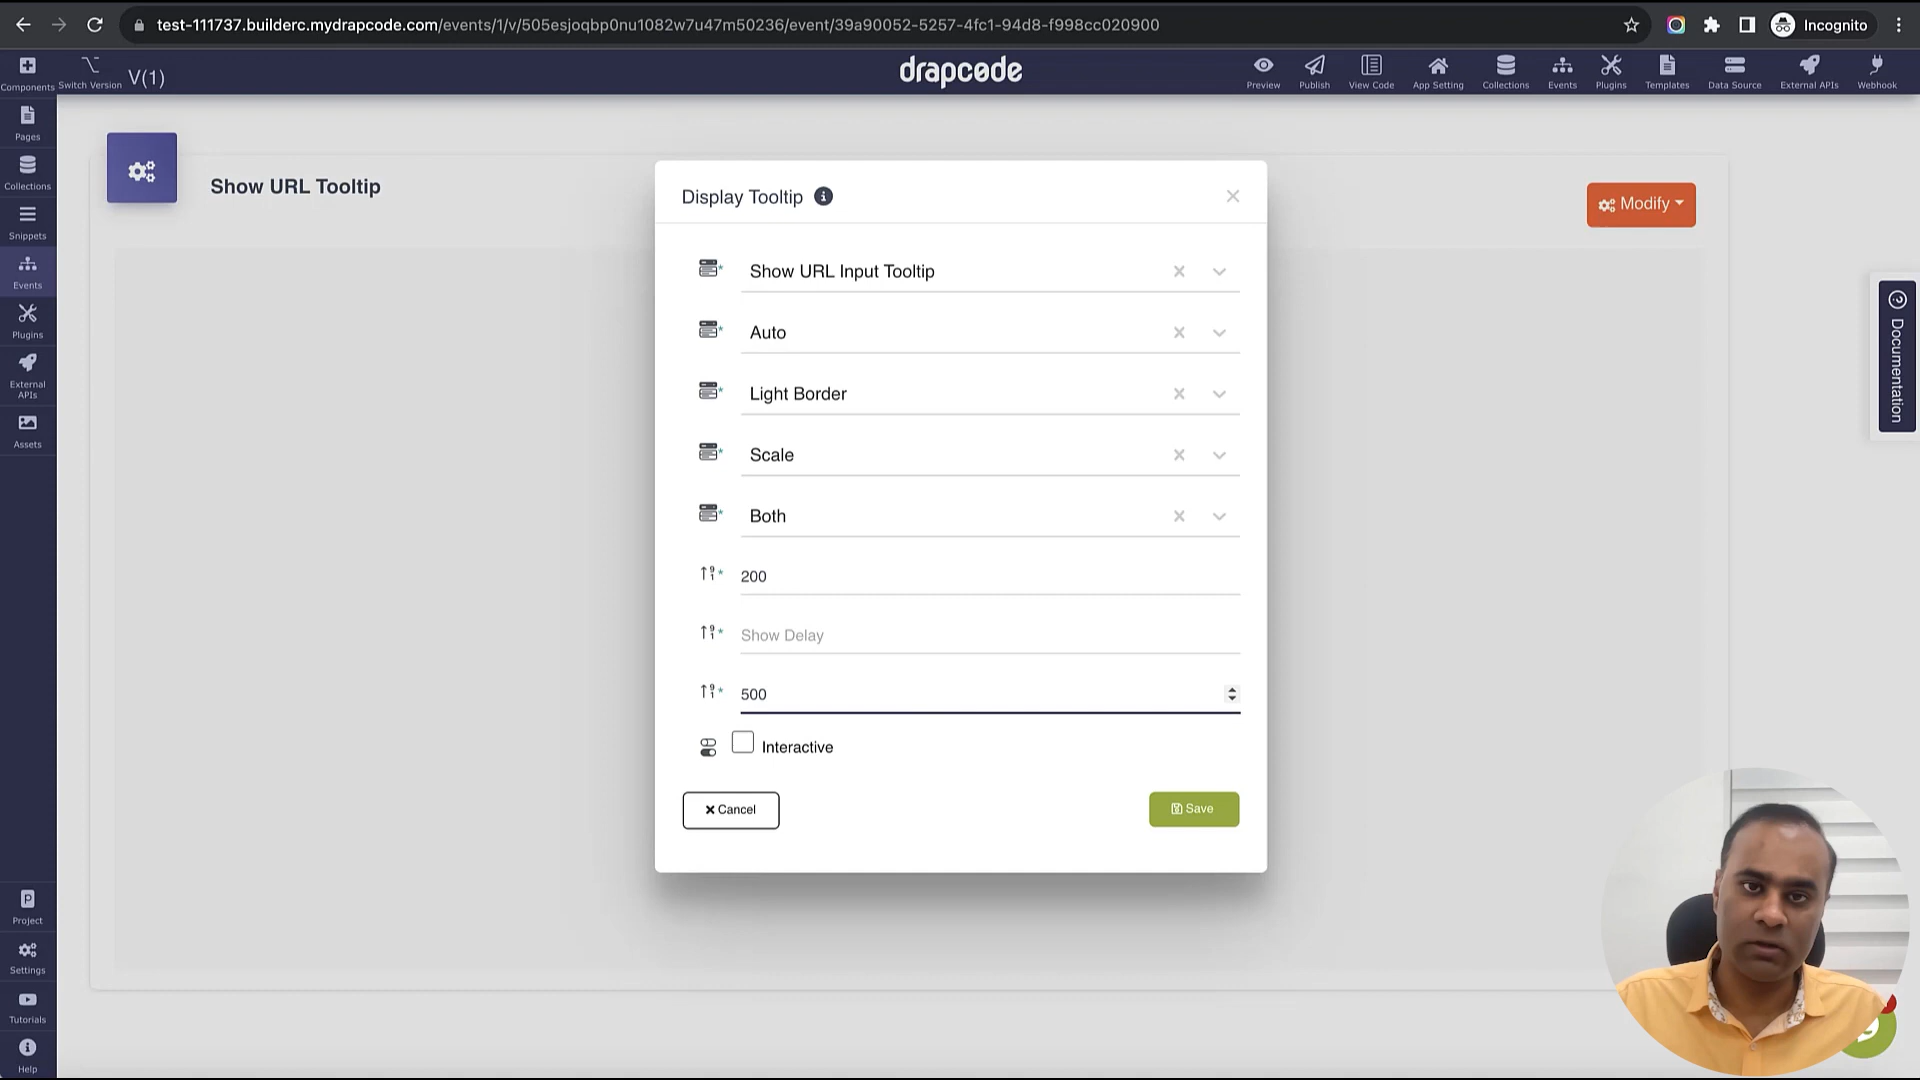 test-111737.builderc.mydrapcode.com/events/1/v/505esjoqbp0nu1082w7u47m50236/event/39a90052-5257-4fc1-94d8-f998cc020900
Incognito
Components
Switch Version
V(1)
drapcode
Preview
Publish
View Code
App Setting
Collections
Events
Plugins
Templates
Data Source
External APIs
Webhook
Pages
Collections
Snippets
Events
Plugins
External
APIs
Assets
Project
Settings
Tutorials
Help
Show URL Tooltip
Modify
Display Tooltip
Show URL Input Tooltip
Auto
Light Border
Scale
Both
200
Show Delay
500
Interactive
Cancel
Save
Documentation